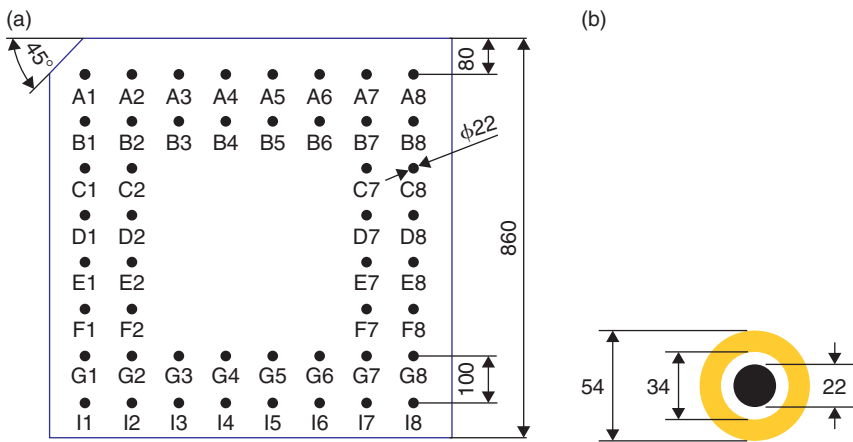 (a)
(b)
45°
80
A1 A2 A3 A4 A5 A6 A7 A8
B1 B2 B3 B4 B5 B6 B7 B8
ϕ22
C1 C2 C7 C8
D1 D2 D7 D8
860
E1 E2 E7 E8
F1 F2 F7 F8
G1 G2 G3 G4 G5 G6 G7 G8
100
I1 I2 I3 I4 I5 I6 I7 I8
54
34
22